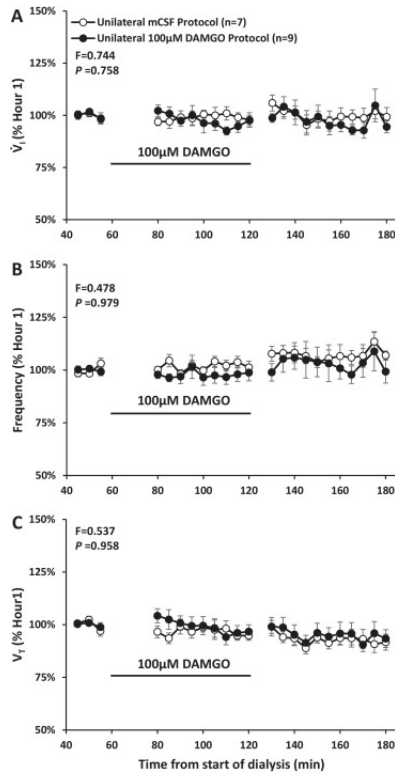 A
Unilateral mCSF Protocol (n=7)
Unilateral 100µM DAMGO Protocol (n=9)
150%
F=0.744
P =0.758
125%
100%
75%
50%
V̇I (% Hour 1)
100µM DAMGO
40 60 80 100 120 140 160 180
B
150%
F=0.478
P =0.979
125%
100%
75%
50%
Frequency (% Hour 1)
100µM DAMGO
40 60 80 100 120 140 160 180
C
150%
F=0.537
P =0.958
125%
100%
75%
50%
VT (% Hour1)
100µM DAMGO
40 60 80 100 120 140 160 180
Time from start of dialysis (min)